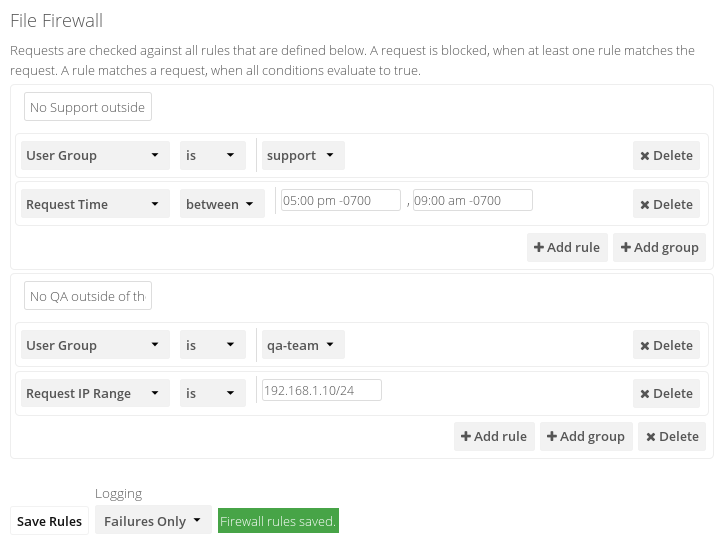 File Firewall
Requests are checked against all rules that are defined below. A request is blocked, when at least one rule matches the
request. A rule matches a request, when all conditions evaluate to true.
No Support outside
User Group is support ✖ Delete
Request Time between 05:00 pm -0700 , 09:00 am -0700 ✖ Delete
+ Add rule + Add group
No QA outside of th
User Group is qa-team ✖ Delete
Request IP Range is 192.168.1.10/24 ✖ Delete
+ Add rule + Add group ✖ Delete
Logging
Save Rules Failures Only Firewall rules saved.